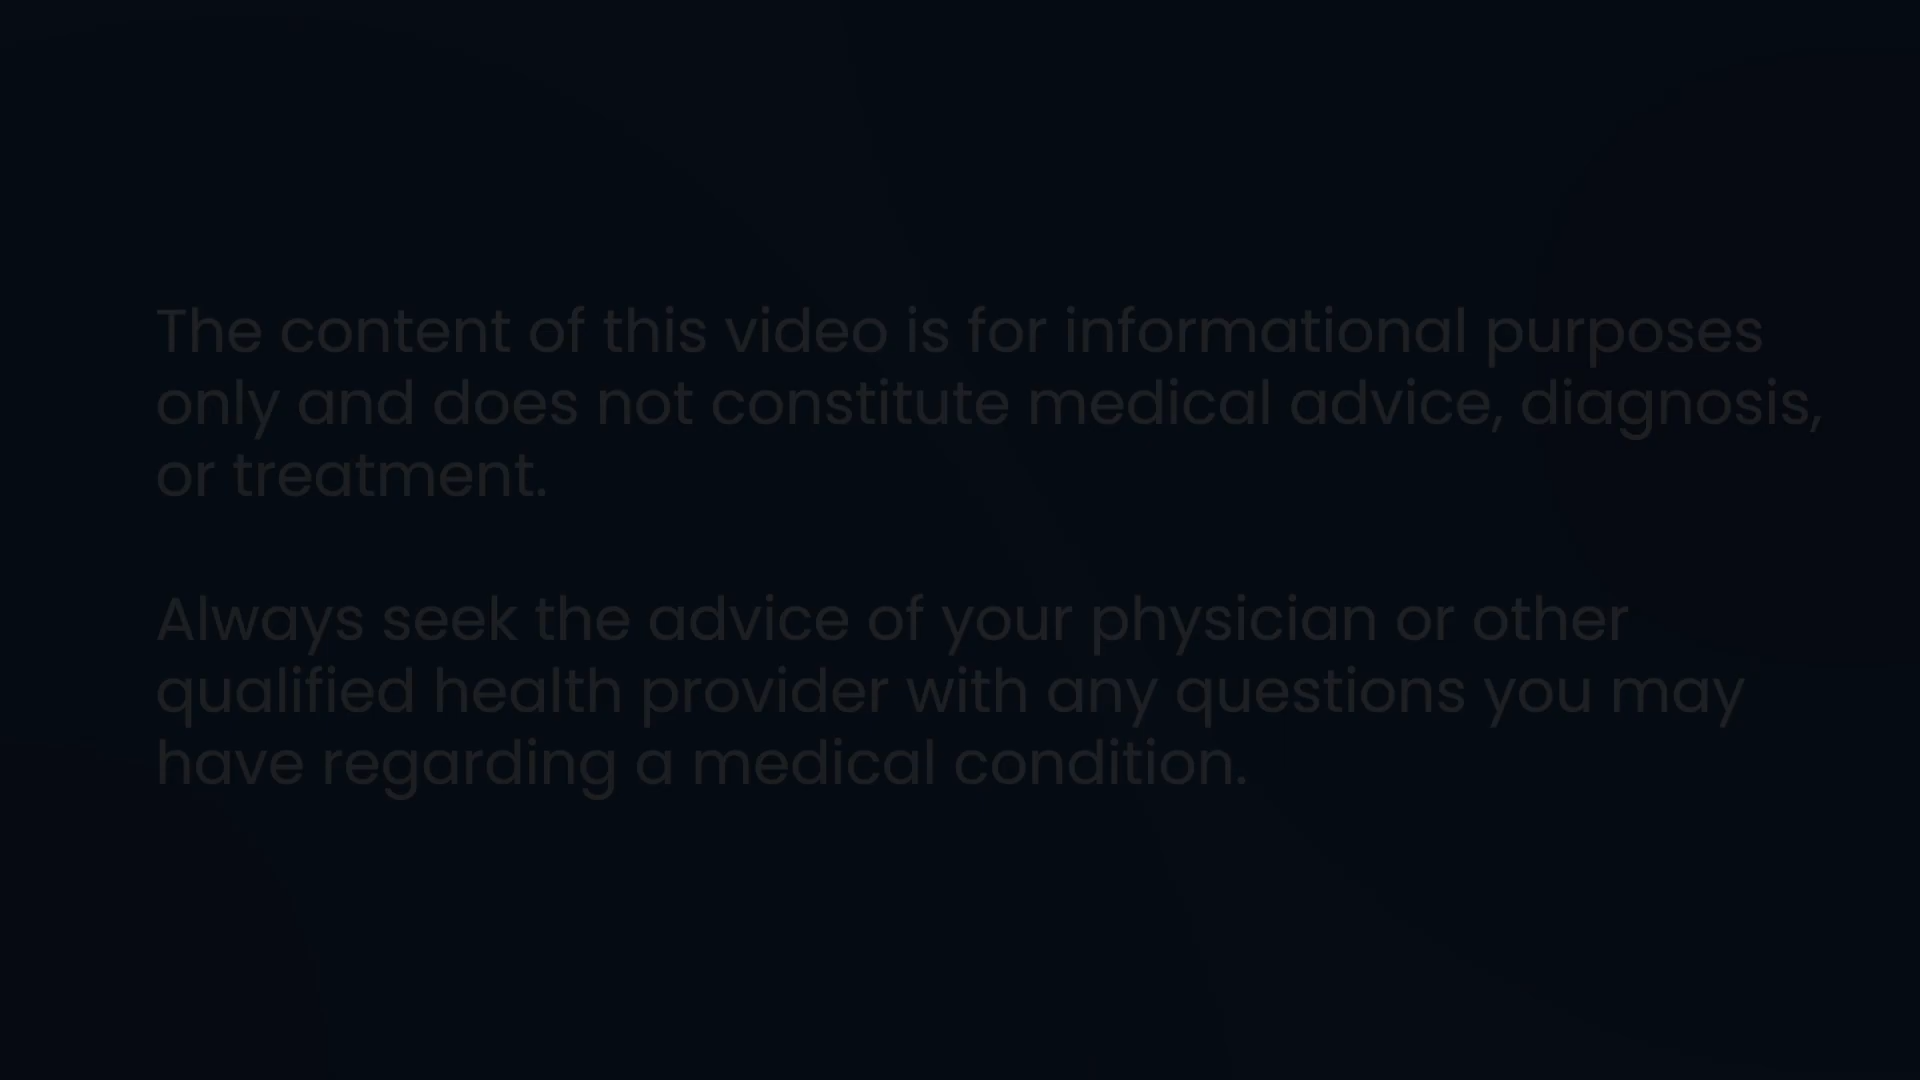 The content of this video is for informational purposes
only and does not constitute medical advice, diagnosis,
or treatment.
Always seek the advice of your physician or other
qualified health provider with any questions you may
have regarding a medical condition.